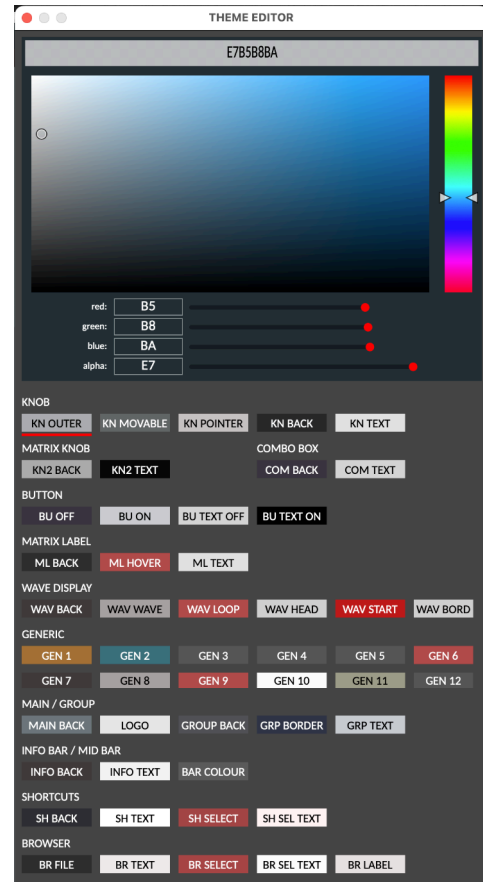 THEME EDITOR
E7B5B8BA
red: B5
green: B8
blue: BA
alpha: E7
KNOB
KN OUTER KN MOVABLE KN POINTER KN BACK KN TEXT
MATRIX KNOB COMBO BOX
KN2 BACK KN2 TEXT COM BACK COM TEXT
BUTTON
BU OFF BU ON BU TEXT OFF BU TEXT ON
MATRIX LABEL
ML BACK ML HOVER ML TEXT
WAVE DISPLAY
WAV BACK WAV WAVE WAV LOOP WAV HEAD WAV START WAV BORD
GENERIC
GEN 1 GEN 2 GEN 3 GEN 4 GEN 5 GEN 6
GEN 7 GEN 8 GEN 9 GEN 10 GEN 11 GEN 12
MAIN / GROUP
MAIN BACK LOGO GROUP BACK GRP BORDER GRP TEXT
INFO BAR / MID BAR
INFO BACK INFO TEXT BAR COLOUR
SHORTCUTS
SH BACK SH TEXT SH SELECT SH SEL TEXT
BROWSER
BR FILE BR TEXT BR SELECT BR SEL TEXT BR LABEL